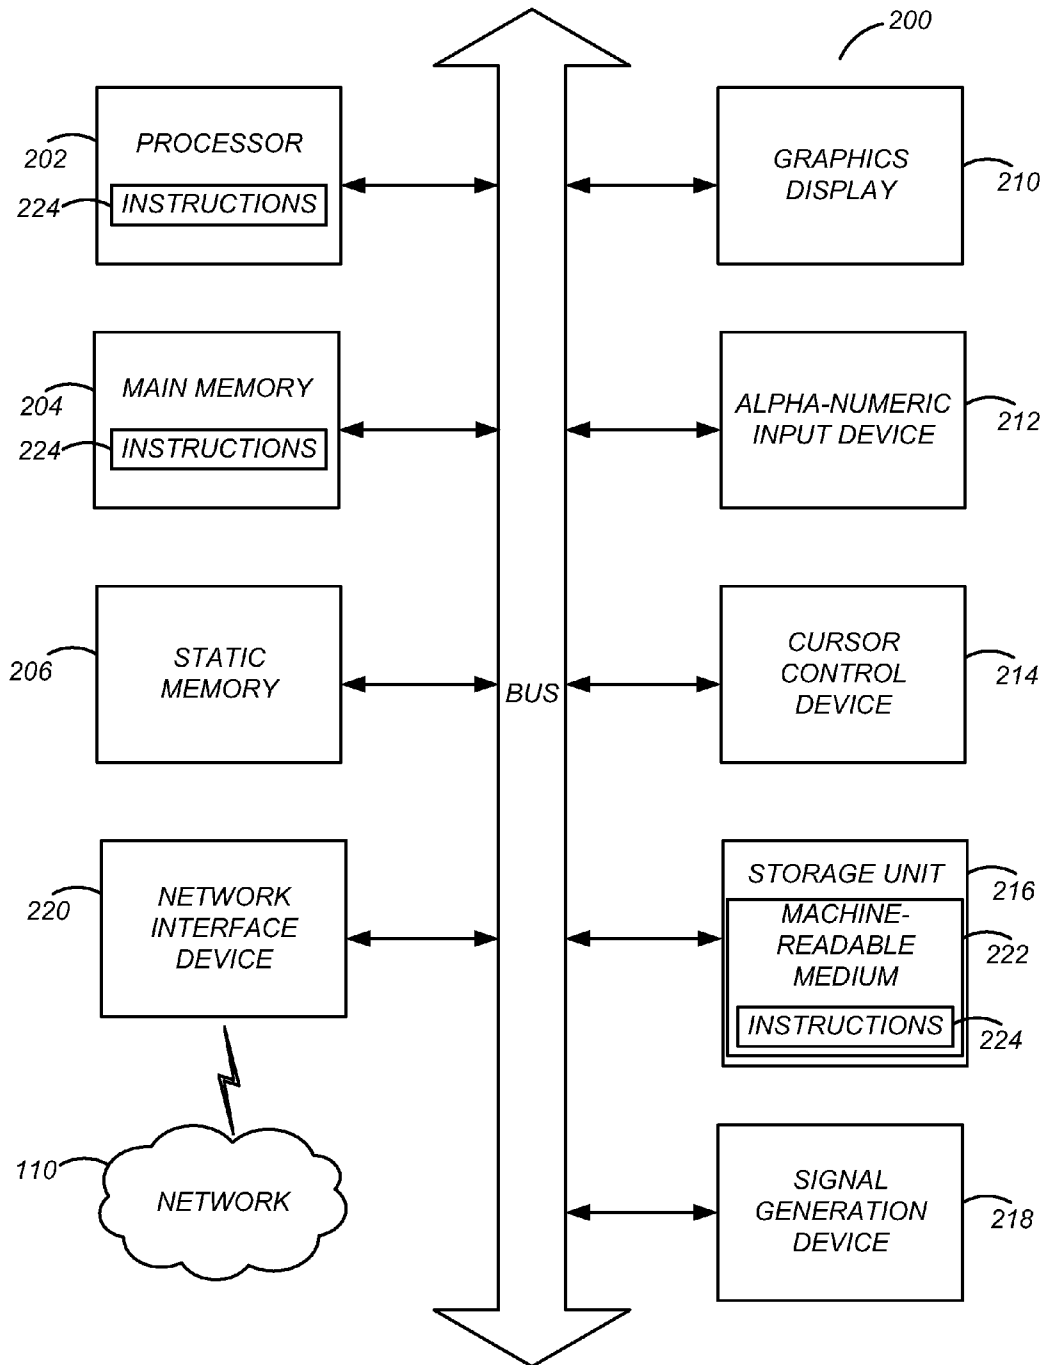 200
PROCESSOR
202
224
INSTRUCTIONS
GRAPHICS
DISPLAY
210
MAIN MEMORY
204
224
INSTRUCTIONS
ALPHA-NUMERIC
INPUT DEVICE
212
206
STATIC
MEMORY
BUS
CURSOR
CONTROL
DEVICE
214
220
NETWORK
INTERFACE
DEVICE
STORAGE UNIT
216
MACHINE-
READABLE
MEDIUM
222
INSTRUCTIONS
224
110
NETWORK
SIGNAL
GENERATION
DEVICE
218